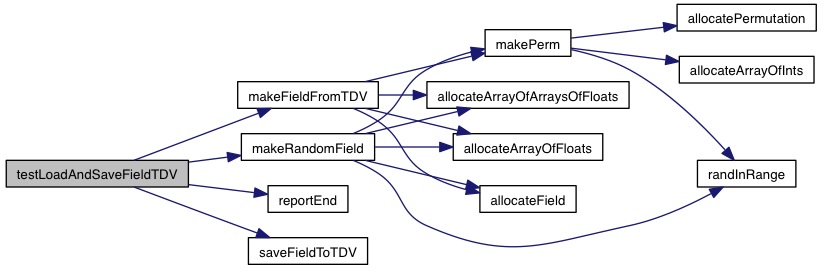 testLoadAndSaveFieldTDV
makeFieldFromTDV
makeRandomField
reportEnd
saveFieldToTDV
makePerm
allocateArrayOfArraysOfFloats
allocateArrayOfFloats
allocateField
allocatePermutation
allocateArrayOfInts
randInRange